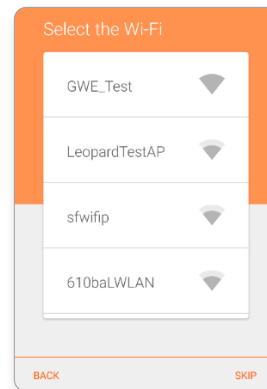 Select the Wi-Fi
GWE_Test
LeopardTestAP
sfwifip
610baLWLAN
BACK SKIP